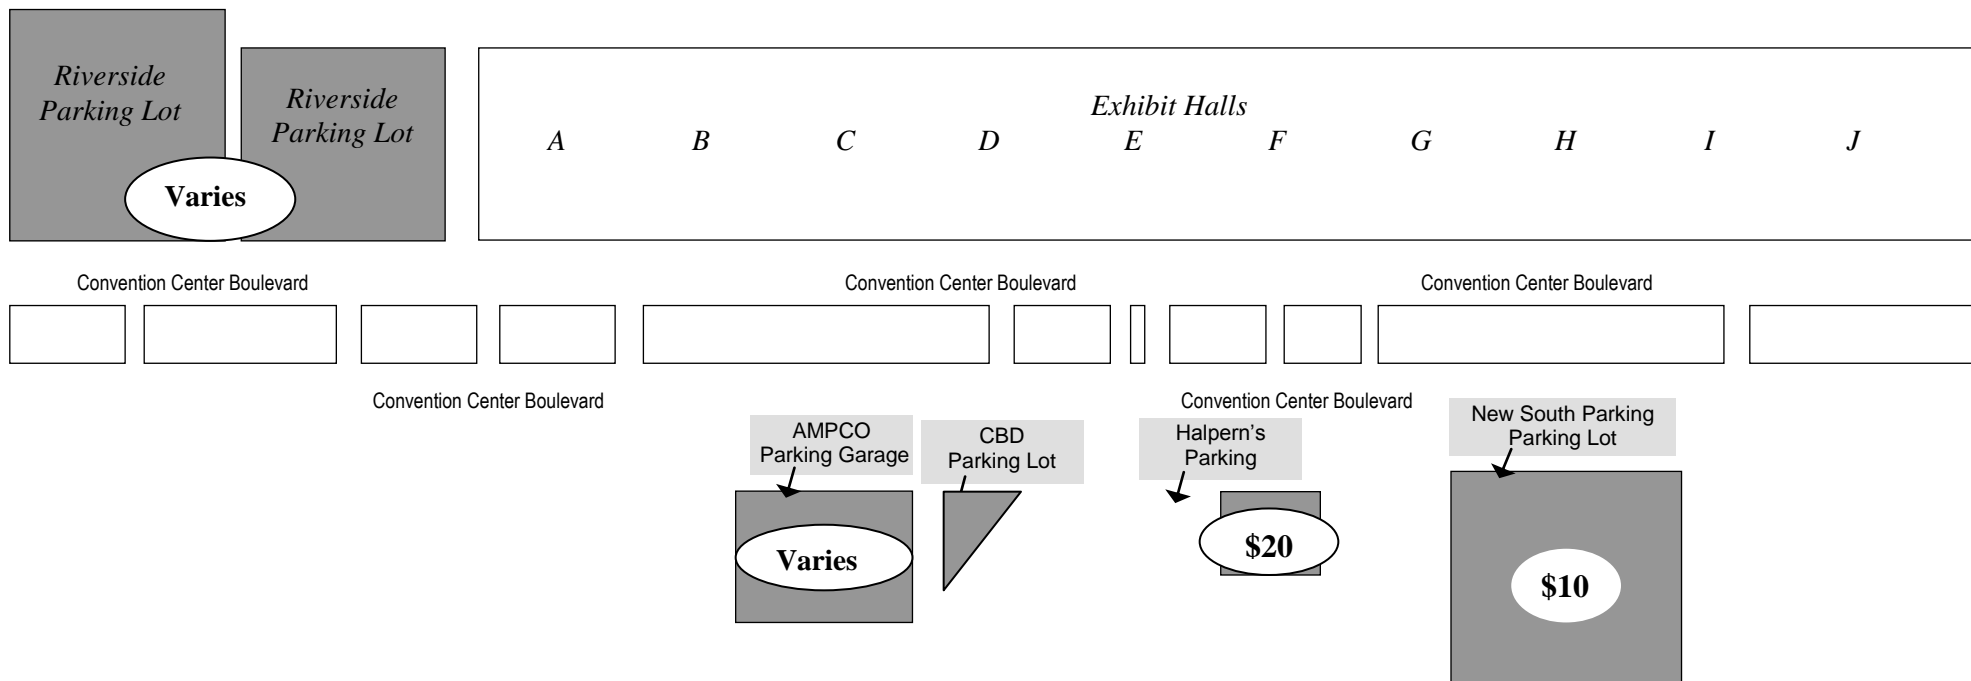 Riverside
Parking Lot
Riverside
Parking Lot
Varies
Exhibit Halls
A B C D E F G H I J
Convention Center Boulevard
Convention Center Boulevard
Convention Center Boulevard
Convention Center Boulevard
Convention Center Boulevard
AMPCO
Parking Garage
CBD
Parking Lot
Halpern's
Parking
New South Parking
Parking Lot
Varies
$20
$10